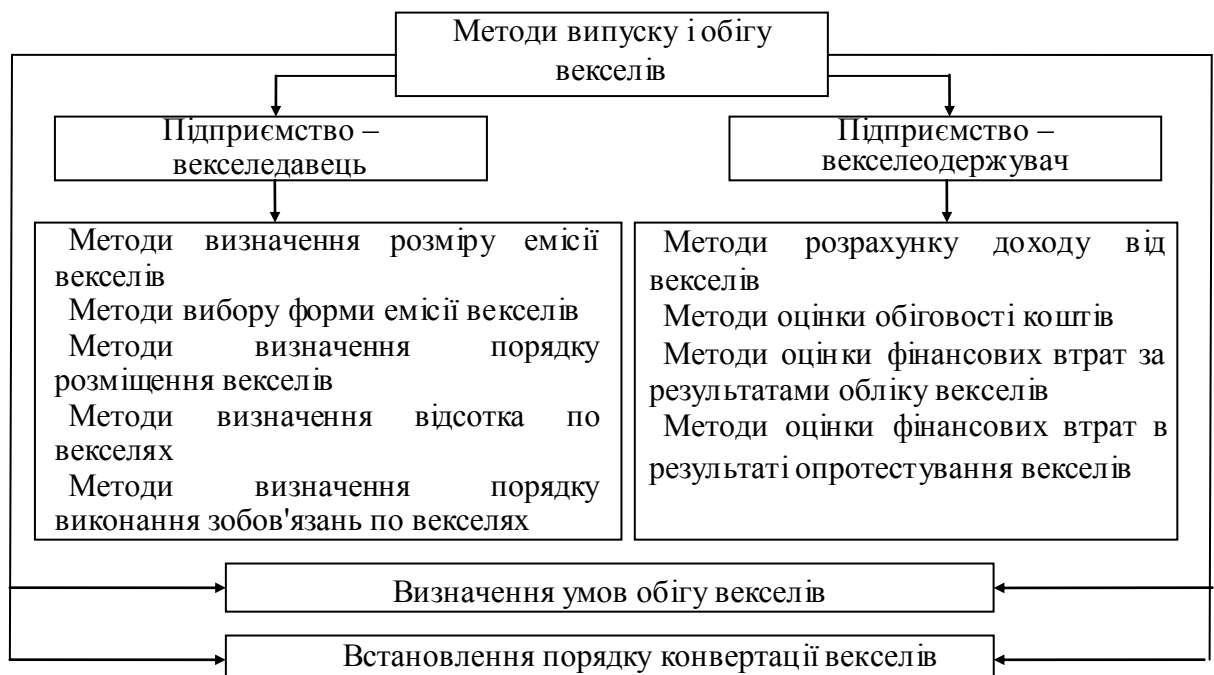 Методи випуску і обігу
векселів
Підприємство –
векселедавець
Підприємство –
векселеодержувач
Методи визначення розміру емісії
векселів
Методи вибору форми емісії векселів
Методи визначення порядку
розміщення векселів
Методи визначення відсотка по
векселях
Методи визначення порядку
виконання зобов'язань по векселях
Методи розрахунку доходу від
векселів
Методи оцінки обіговості коштів
Методи оцінки фінансових втрат за
результатами обліку векселів
Методи оцінки фінансових втрат в
результаті опротестування векселів
Визначення умов обігу векселів
Встановлення порядку конвертації векселів